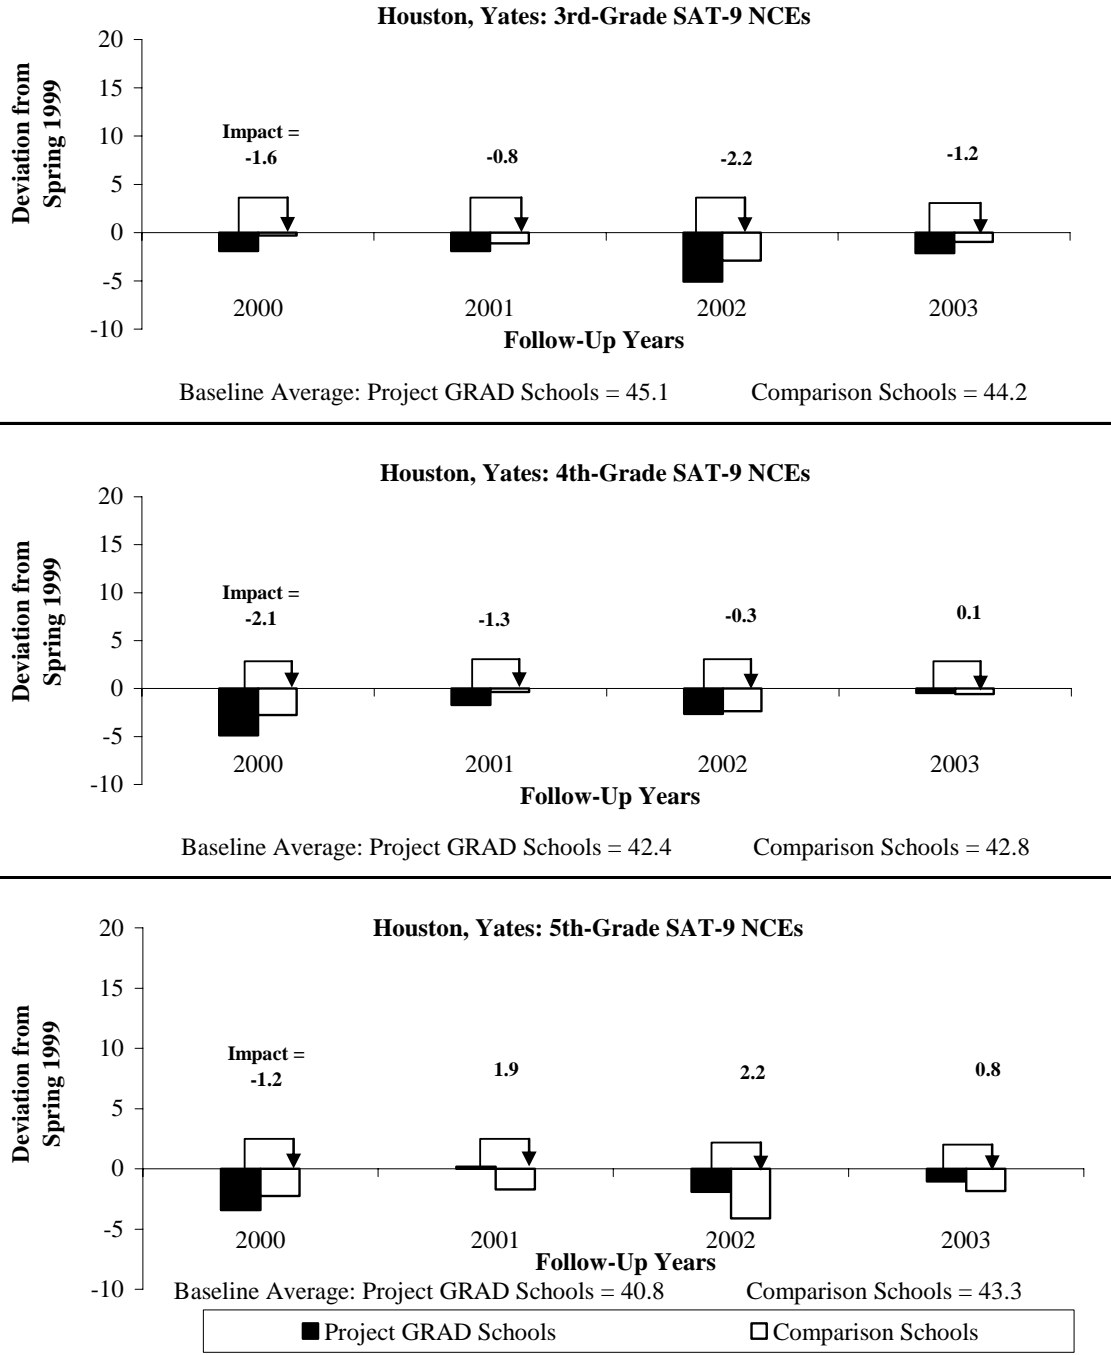 Houston, Yates: 3rd-Grade SAT-9 NCEs
Deviation from
Spring 1999
20
15
10
5
0
-5
-10
Impact =
-1.6
-0.8
-2.2
-1.2
2000
2001
2002
2003
Follow-Up Years
Baseline Average: Project GRAD Schools = 45.1 Comparison Schools = 44.2
Houston, Yates: 4th-Grade SAT-9 NCEs
Deviation from
Spring 1999
20
15
10
5
0
-5
-10
Impact =
-2.1
-1.3
-0.3
0.1
2000
2001
2002
2003
Follow-Up Years
Baseline Average: Project GRAD Schools = 42.4 Comparison Schools = 42.8
Houston, Yates: 5th-Grade SAT-9 NCEs
Deviation from
Spring 1999
20
15
10
5
0
-5
-10
Impact =
-1.2
1.9
2.2
0.8
2000
2001
2002
2003
Follow-Up Years
Baseline Average: Project GRAD Schools = 40.8 Comparison Schools = 43.3
Project GRAD Schools
Comparison Schools